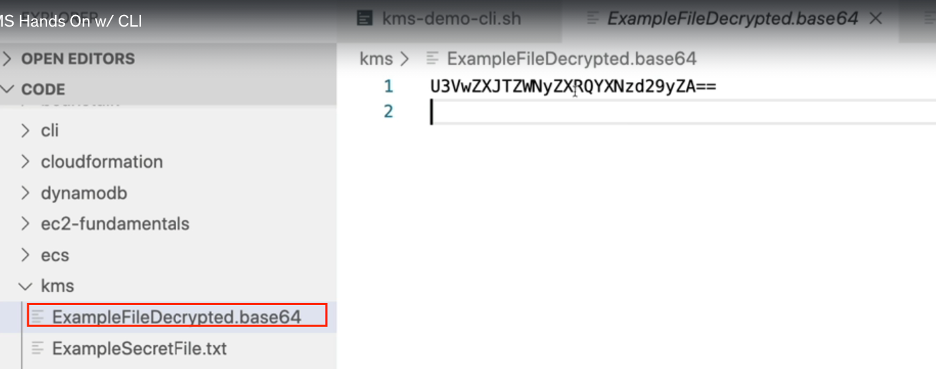 MS Hands On w/ CLI
kms-demo-cli.sh
ExampleFileDecrypted.base64
OPEN EDITORS
kms > ExampleFileDecrypted.base64
CODE
1 U3VwZXJTZWNyZXRQYXNzd29yZA==
2
cli
cloudformation
dynamodb
ec2-fundamentals
ecs
kms
ExampleFileDecrypted.base64
ExampleSecretFile.txt